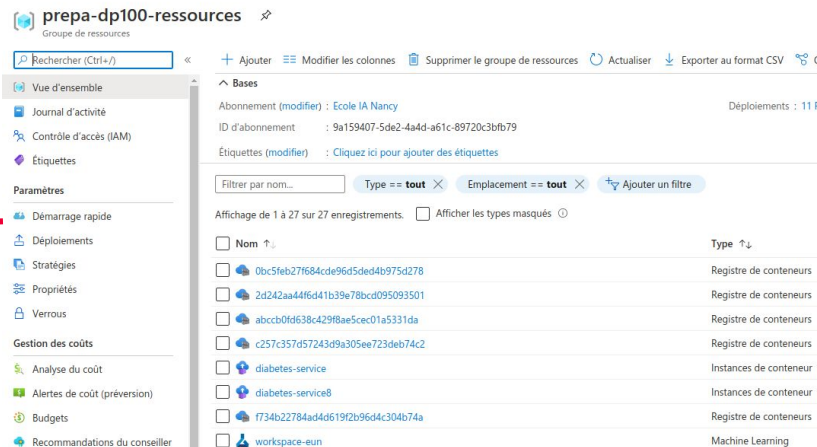 prepa-dp100-ressources
Groupe de ressources
Rechercher (Ctrl+/)
«
Ajouter
Modifier les colonnes
Supprimer le groupe de ressources
Actualiser
Exporter au format CSV
Vue d'ensemble
Journal d'activité
Contrôle d'accès (IAM)
Étiquettes
Paramètres
Démarrage rapide
Déploiements
Stratégies
Propriétés
Verrous
Gestion des coûts
Analyse du coût
Alertes de coût (préversion)
Budgets
Recommandations du conseiller
Bases
Abonnement (modifier) : Ecole IA Nancy
Déploiements : 11
ID d'abonnement : 9a159407-5de2-4a4d-a61c-89720c3bfb79
Étiquettes (modifier) : Cliquez ici pour ajouter des étiquettes
Filtrer par nom...
Type == tout
Emplacement == tout
Ajouter un filtre
Affichage de 1 à 27 sur 27 enregistrements.
Afficher les types masqués
Nom ↑↓ Type ↑↓
0bc5feb27f684cde96d5ded4b975d278 Registre de conteneurs
2d242aa44f6d41b39e78bcd095093501 Registre de conteneurs
abccb0fd638c429f8ae5cec01a5331da Registre de conteneurs
c257c357d57243d9a305ee723deb74c2 Registre de conteneurs
diabetes-service Instances de conteneur
diabetes-service8 Instances de conteneur
f734b22784ad4d619f2b96d4c304b74a Registre de conteneurs
workspace-eun Machine Learning